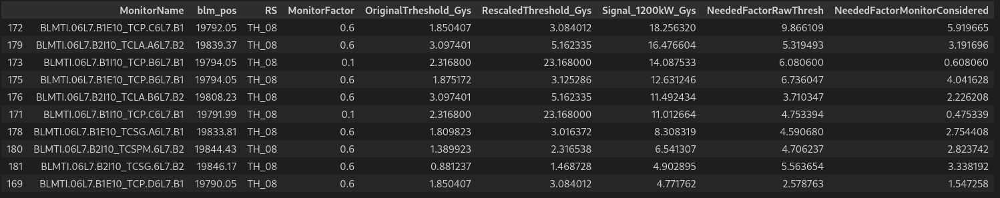 MonitorName blm_pos RS MonitorFactor OriginalTrheshold_Gys RescaledThreshold_Gys Signal_1200kW_Gys NeededFactorRawThresh NeededFactorMonitorConsidered
172 BLMTI.06L7.B1E10_TCP.C6L7.B1 19792.05 TH_08 0.6 1.850407 3.084012 18.256320 9.866109 5.919665
179 BLMTI.06L7.B2I10_TCLA.A6L7.B2 19839.37 TH_08 0.6 3.097401 5.162335 16.476604 5.319493 3.191696
173 BLMTI.06L7.B1I10_TCP.B6L7.B1 19794.05 TH_08 0.1 2.316800 23.168000 14.087533 6.080600 0.608060
175 BLMTI.06L7.B1E10_TCP.B6L7.B1 19794.05 TH_08 0.6 1.875172 3.125286 12.631246 6.736047 4.041628
176 BLMTI.06L7.B2I10_TCLA.B6L7.B2 19808.23 TH_08 0.6 3.097401 5.162335 11.492434 3.710347 2.226208
171 BLMTI.06L7.B1I10_TCP.C6L7.B1 19791.99 TH_08 0.1 2.316800 23.168000 11.012664 4.753394 0.475339
178 BLMTI.06L7.B1E10_TCSG.A6L7.B1 19833.81 TH_08 0.6 1.809823 3.016372 8.308319 4.590680 2.754408
180 BLMTI.06L7.B2I10_TCSPM.6L7.B2 19844.43 TH_08 0.6 1.389923 2.316538 6.541307 4.706237 2.823742
181 BLMTI.06L7.B2I10_TCSG.6L7.B2 19846.17 TH_08 0.6 0.881237 1.468728 4.902895 5.563654 3.338192
169 BLMTI.06L7.B1E10_TCP.D6L7.B1 19790.05 TH_08 0.6 1.850407 3.084012 4.771762 2.578763 1.547258